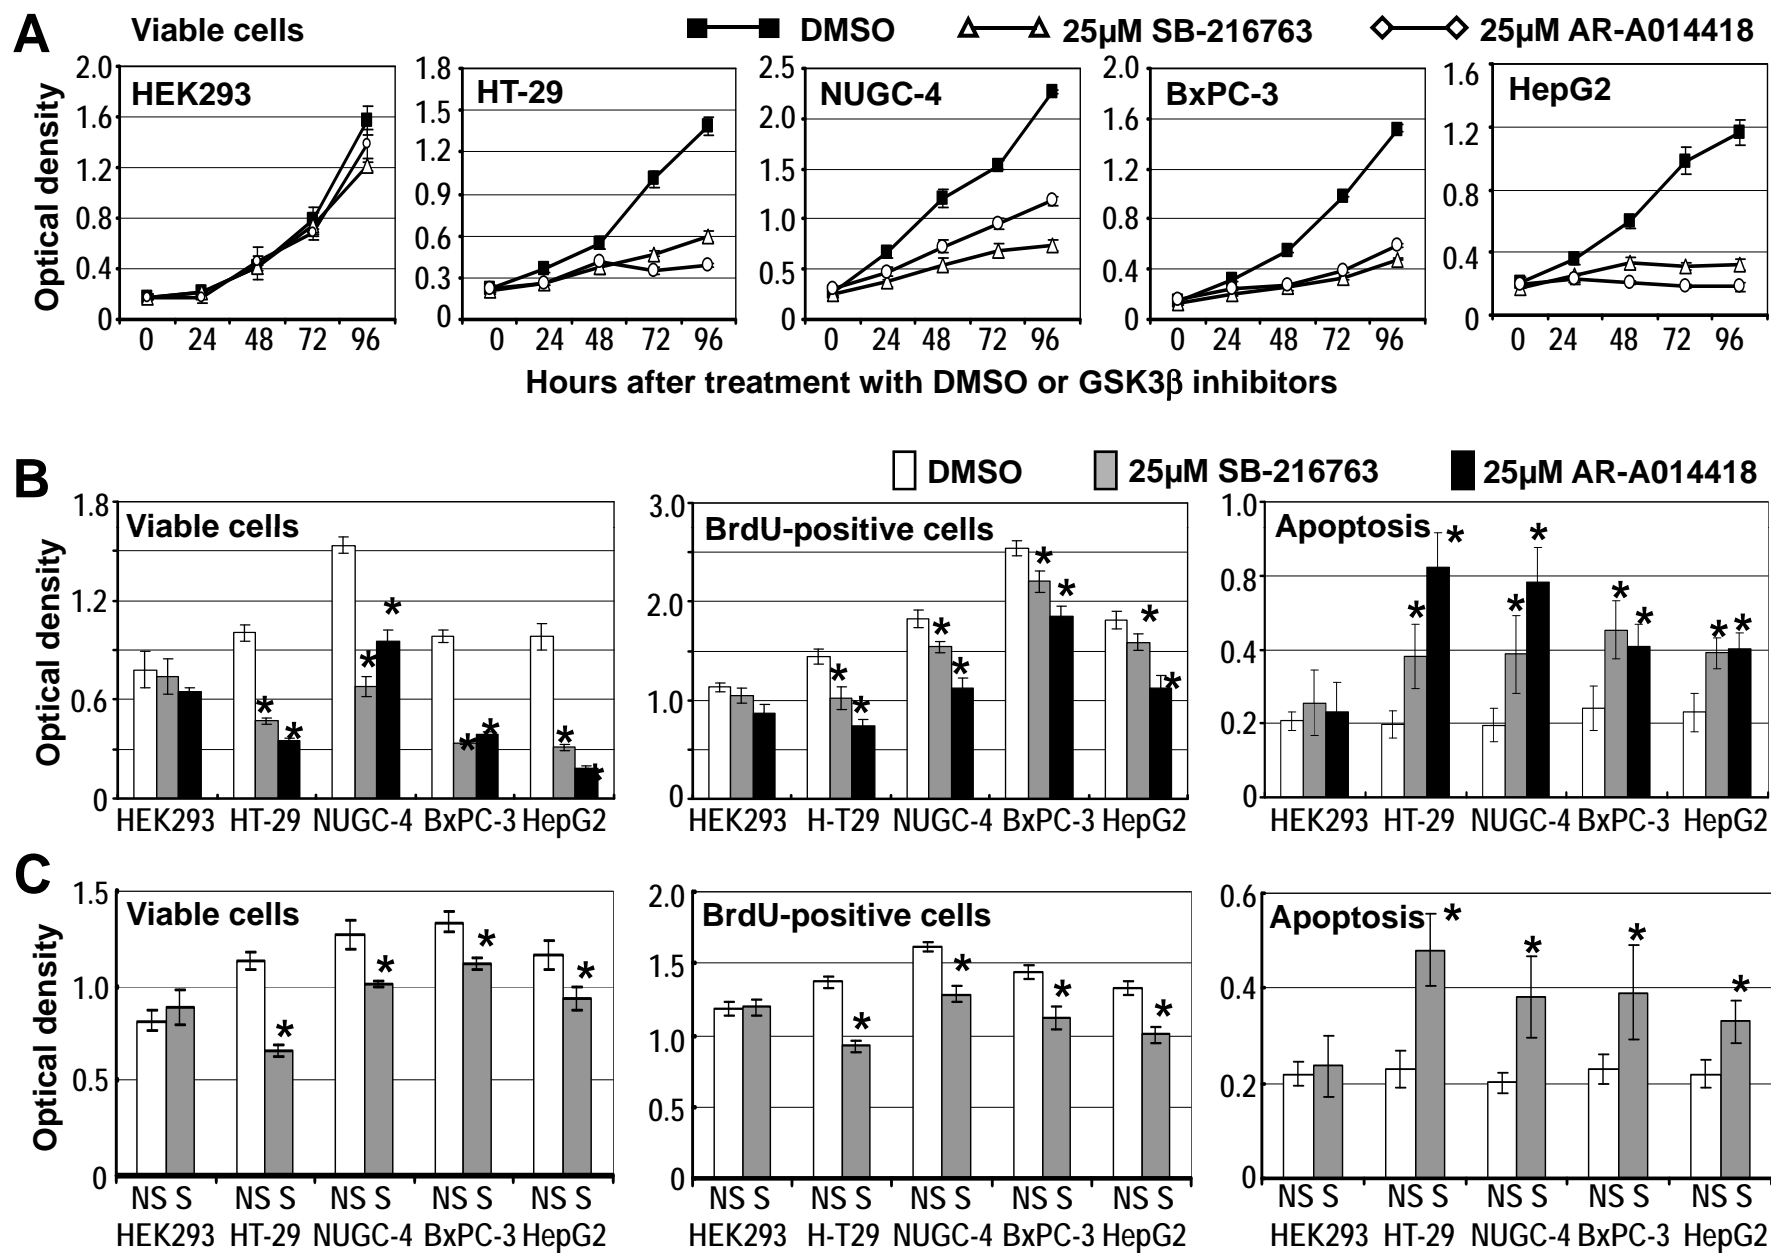 A
Viable cells
DMSO
25µM SB-216763
25µM AR-A014418
Optical density
2.0
1.6
1.2
0.8
0.4
0
HEK293
0 24 48 72 96
1.8
1.5
1.2
0.9
0.6
0.3
0
HT-29
0 24 48 72 96
2.5
2.0
1.5
1.0
0.5
0
NUGC-4
0 24 48 72 96
2.0
1.6
1.2
0.8
0.4
0
BxPC-3
0 24 48 72 96
1.6
1.2
0.8
0.4
0
HepG2
0 24 48 72 96
Hours after treatment with DMSO or GSK3β inhibitors
B
DMSO
25µM SB-216763
25µM AR-A014418
Optical density
1.8
1.2
0.6
0
Viable cells
* * * * * * * *
HEK293 HT-29 NUGC-4 BxPC-3 HepG2
3.0
2.0
1.0
0
BrdU-positive cells
* * * * * * * *
HEK293 H-T29 NUGC-4 BxPC-3 HepG2
1.0
0.8
0.4
0.2
0
Apoptosis
* * * * * * * *
HEK293 HT-29 NUGC-4 BxPC-3 HepG2
C
Optical density
1.5
1.0
0.5
0
Viable cells
* * * *
NS S NS S NS S NS S NS S
HEK293 HT-29 NUGC-4 BxPC-3 HepG2
2.0
1.5
1.0
0.5
0
BrdU-positive cells
* * * *
NS S NS S NS S NS S NS S
HEK293 H-T29 NUGC-4 BxPC-3 HepG2
0.6
0.4
0.2
0
Apoptosis
* * * *
NS S NS S NS S NS S NS S
HEK293 HT-29 NUGC-4 BxPC-3 HepG2